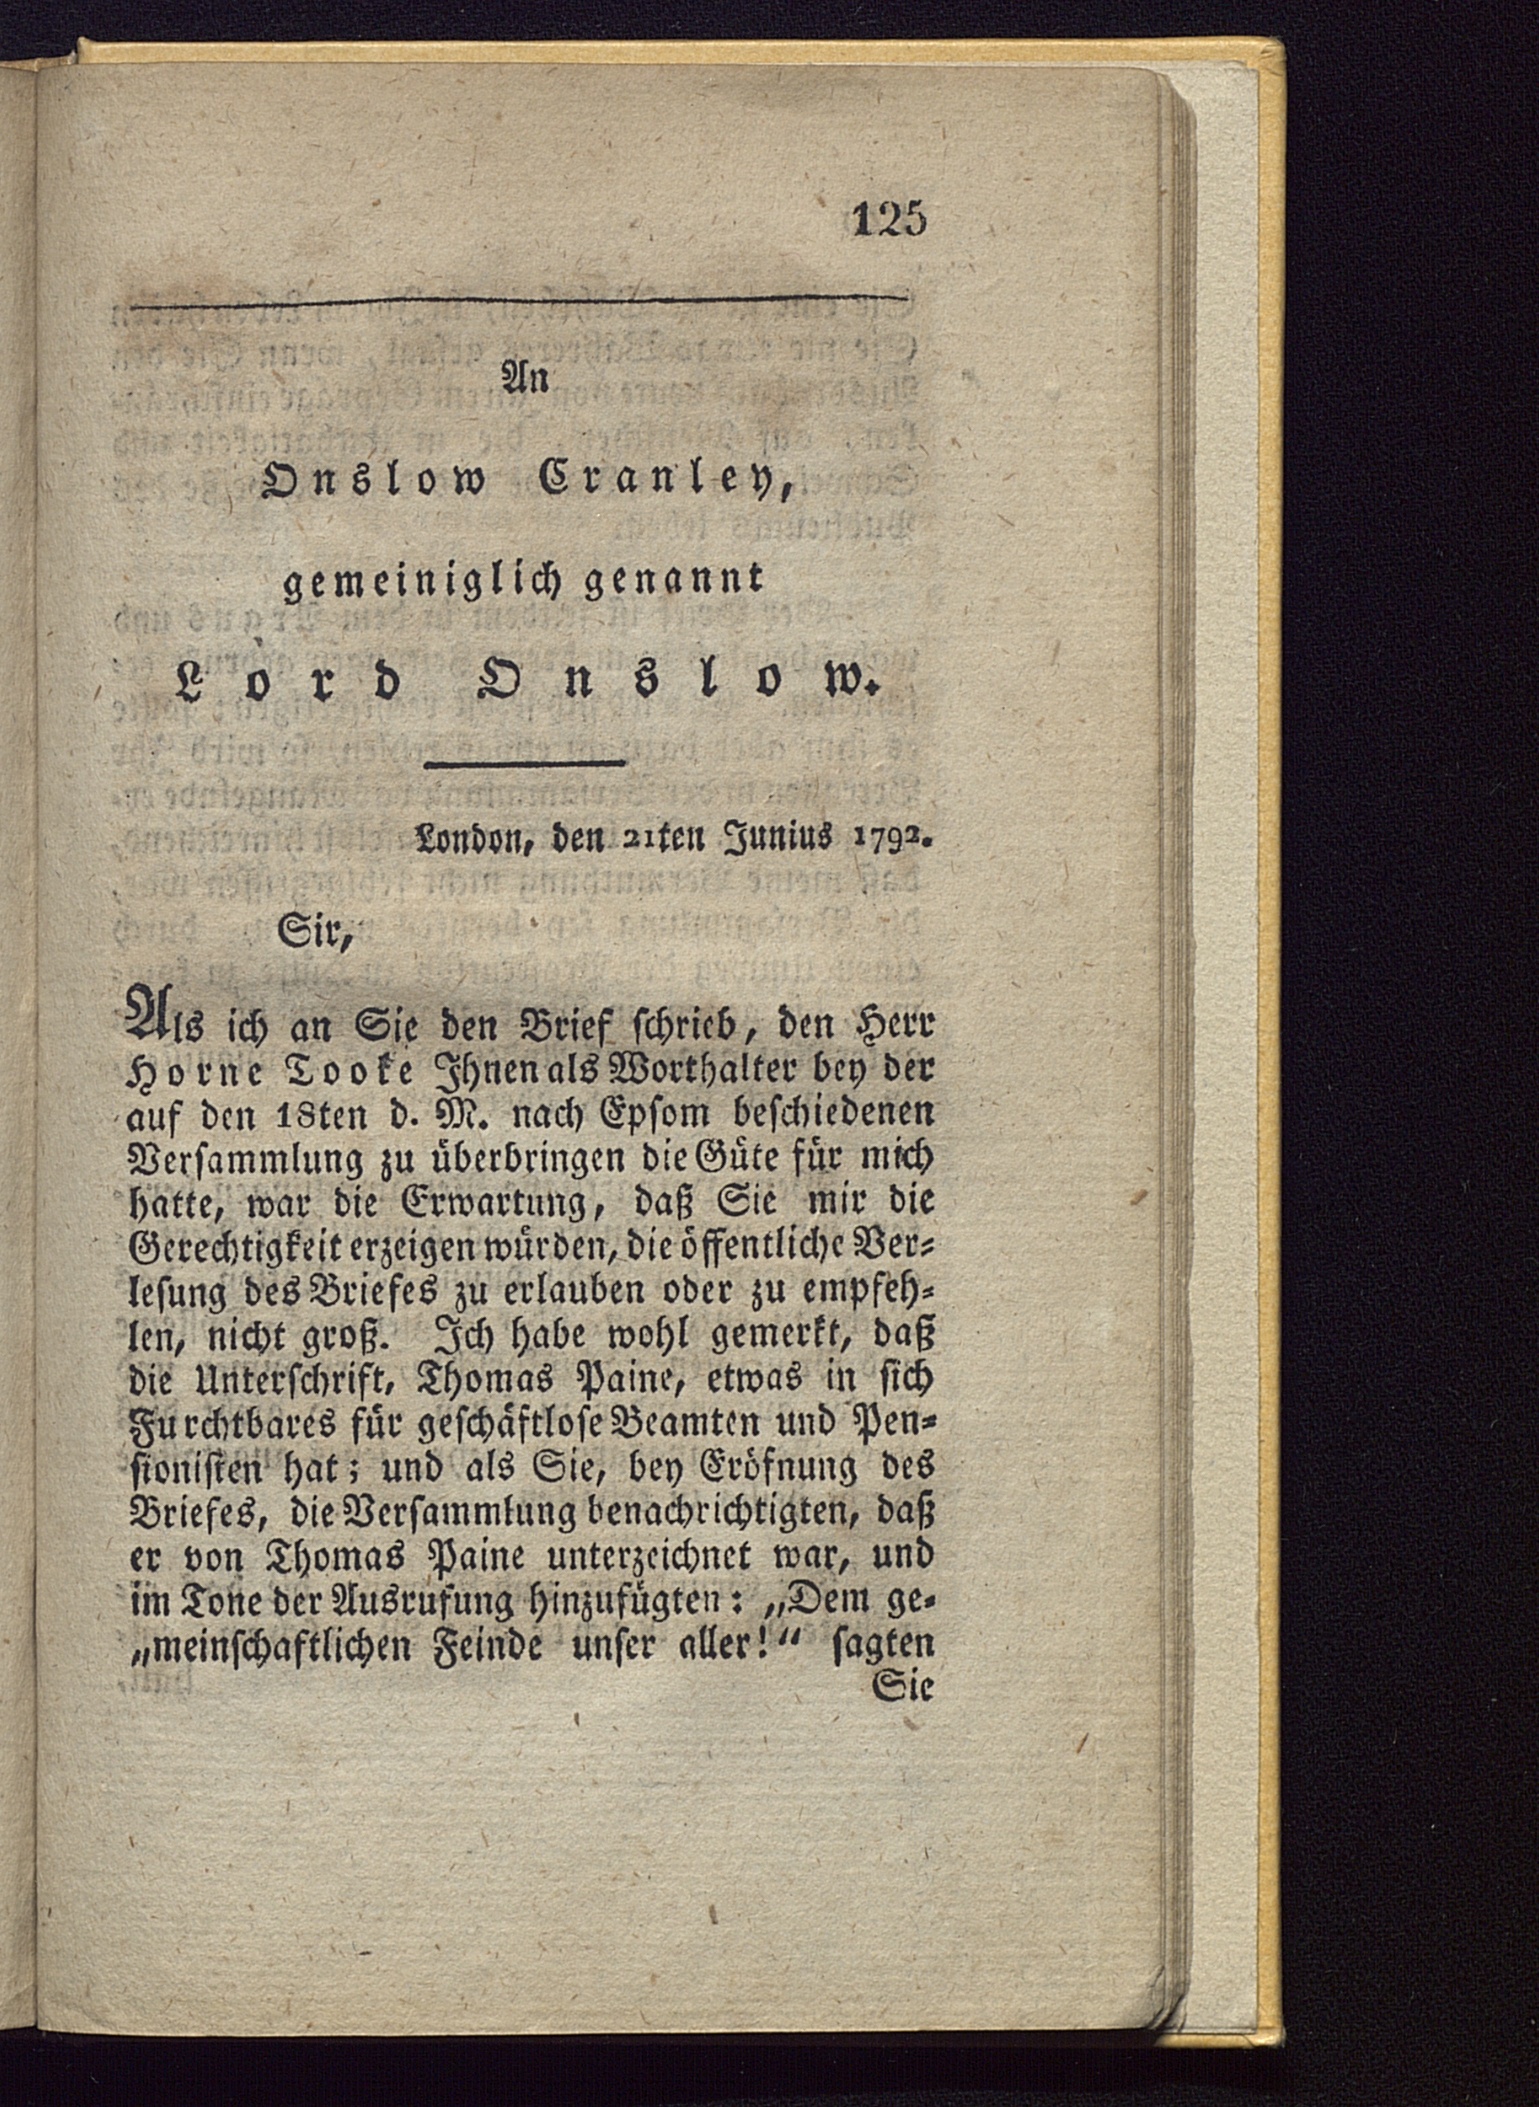 125
An
Onslow Cranley,
gemeiniglich genannt
Lord Onslow.
London, den 21ten Junius 1792.
Sir,
Als ich an Sie den Brief schrieb, den Herr
Horne Tooke Ihnen als Worthalter bey der
auf den 18ten d. M. nach Epsom beschiedenen
Versammlung zu überbringen die Güte für mich
hatte, war die Erwartung, daß Sie mir die
Gerechtigkeit erzeigen würden, die öffentliche Ver-
lesung des Briefes zu erlauben oder zu empfeh-
len, nicht groß. Ich habe wohl gemerkt, daß
die Unterschrift, Thomas Paine, etwas in sich
Furchtbares für geschäftlose Beamten und Pen-
sionisten hat; und als Sie, bey Eröfnung des
Briefes, die Versammlung benachrichtigten, daß
er von Thomas Paine unterzeichnet war, und
im Tone der Ausrufung hinzufügten: „Dem ge-
„meinschaftlichen Feinde unser aller!“ sagten
Sie